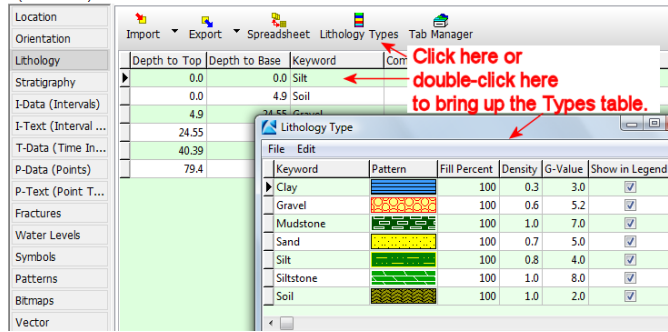 Location
Orientation
Lithology
Stratigraphy
I-Data (Intervals)
I-Text (Interval ...
T-Data (Time In...
P-Data (Points)
P-Text (Point T...
Fractures
Water Levels
Symbols
Patterns
Bitmaps
Vector
Import Export Spreadsheet Lithology Types Tab Manager
Depth to Top Depth to Base Keyword Com
0.0 0.0 Silt
0.0 4.9 Soil
4.9 24.55 Gravel
24.55
40.39
79.4
Click here or
double-click here
to bring up the Types table.
Lithology Type
File Edit
Keyword Pattern Fill Percent Density G-Value Show in Legend
Clay 100 0.3 3.0
Gravel 100 0.6 5.2
Mudstone 100 1.0 7.0
Sand 100 0.7 5.0
Silt 100 0.8 4.0
Siltstone 100 1.0 8.0
Soil 100 1.0 2.0